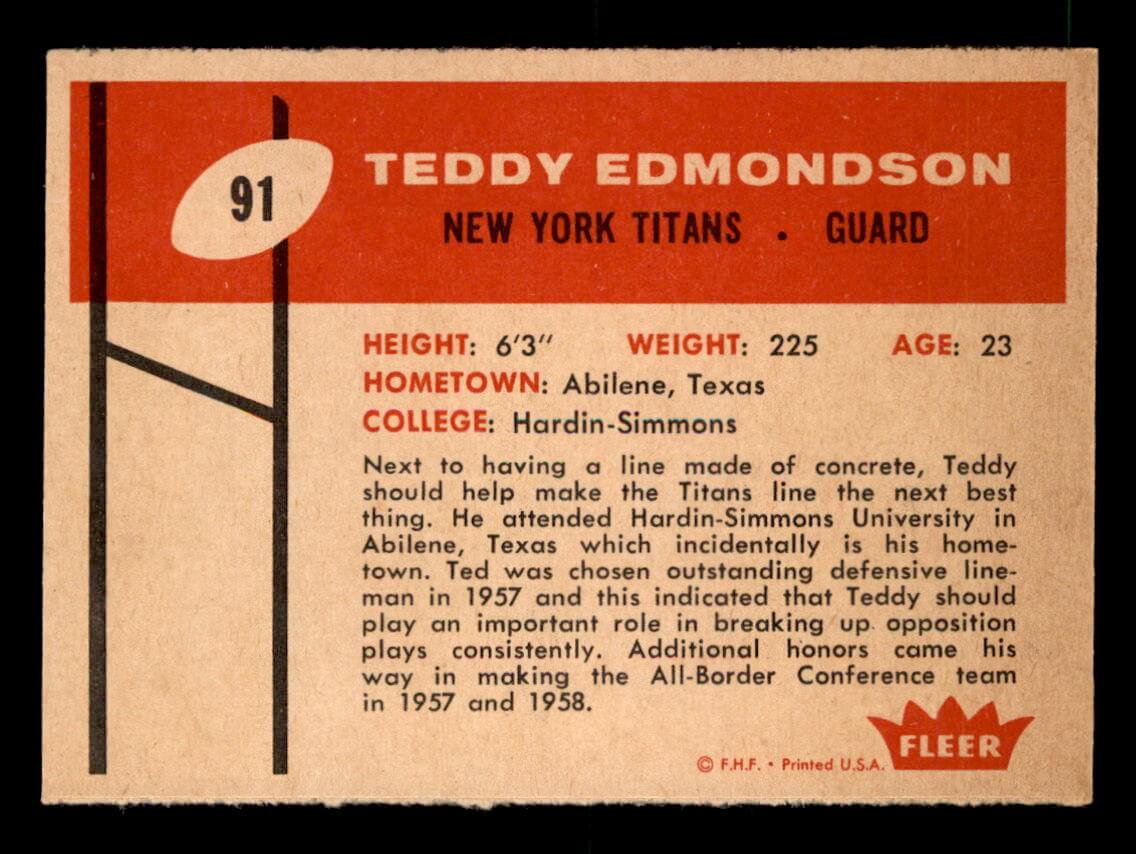 91
TEDDY EDMONDSON
NEW YORK TITANS . GUARD
HEIGHT: 6'3" WEIGHT: 225 AGE: 23
HOMETOWN: Abilene, Texas
COLLEGE: Hardin-Simmons
Next to having a line made of concrete, Teddy
should help make the Titans line the next best
thing. He attended Hardin-Simmons University in
Abilene, Texas which incidentally is his home-
town. Ted was chosen outstanding defensive line-
man in 1957 and this indicated that Teddy should
play an important role in breaking up opposition
plays consistently. Additional honors came his
way in making the All-Border Conference team
in 1957 and 1958.
FLEER
© F.H.F. • Printed U.S.A.